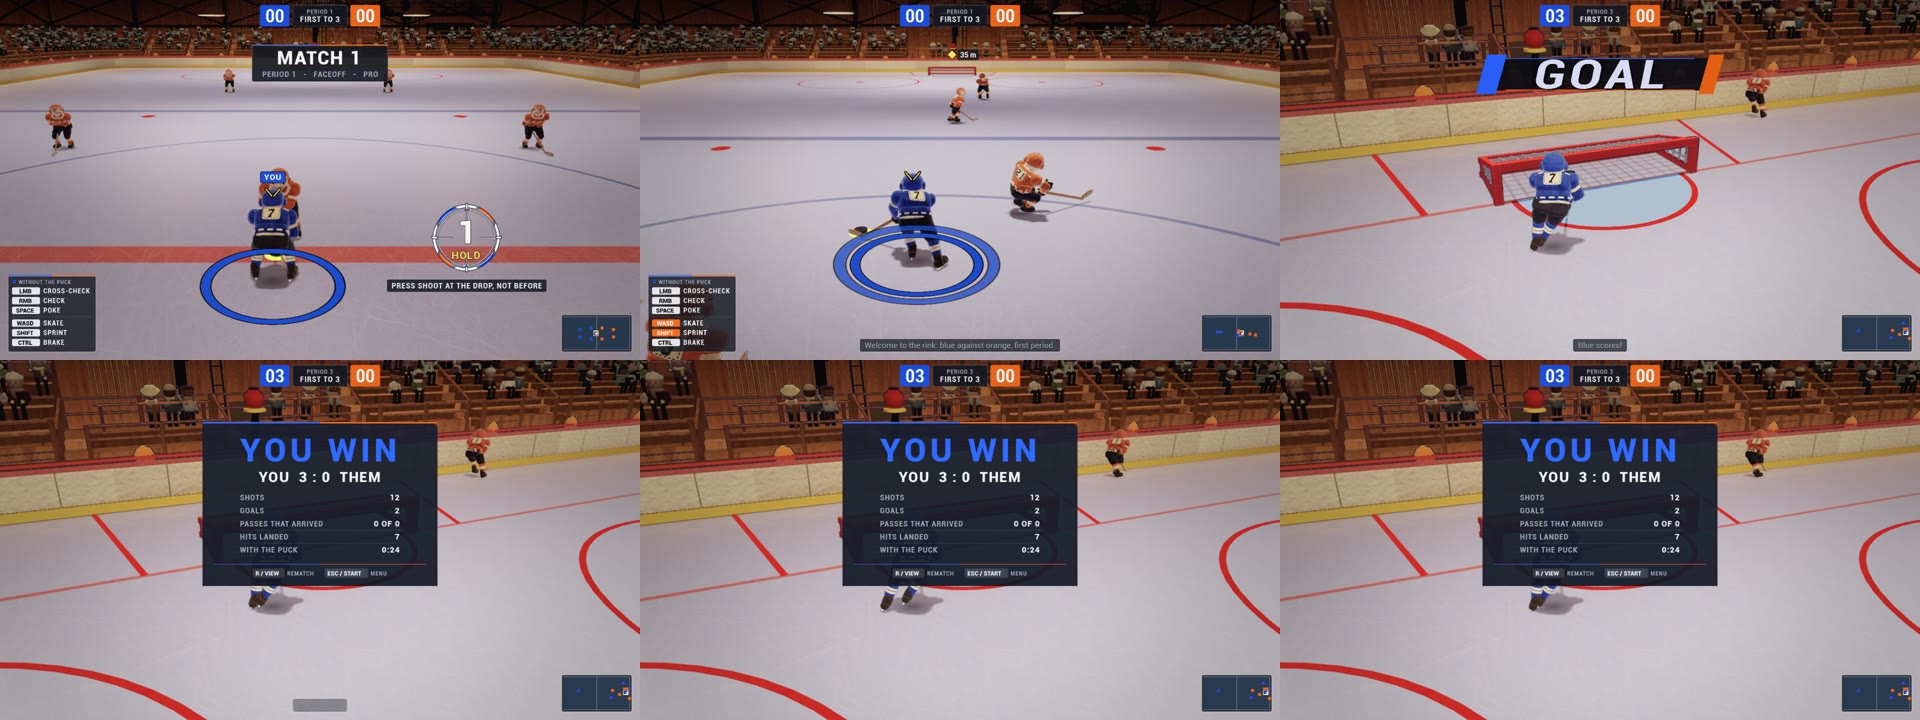 00 PERIOD 1 FIRST TO 3 00
MATCH 1
PERIOD 1 - FACEOFF - PRO
YOU
7
1
HOLD
PRESS SHOOT AT THE DROP, NOT BEFORE
WITHOUT THE PUCK
LMB CROSS-CHECK
RMB CHECK
SPACE POKE
WASD SKATE
SHIFT SPRINT
CTRL BRAKE
00 PERIOD 1 FIRST TO 3 00
35 m
7
WITHOUT THE PUCK
LMB CROSS-CHECK
RMB CHECK
SPACE POKE
WASD SKATE
SHIFT SPRINT
CTRL BRAKE
Welcome to the rink: blue against orange, first period.
03 PERIOD 3 FIRST TO 3 00
GOAL
7
Blue scores!
03 PERIOD 3 FIRST TO 3 00
YOU WIN
YOU 3 : 0 THEM
SHOTS 12
GOALS 2
PASSES THAT ARRIVED 0 OF 0
HITS LANDED 7
WITH THE PUCK 0:24
R / VIEW REMATCH ESC / START MENU
03 PERIOD 3 FIRST TO 3 00
YOU WIN
YOU 3 : 0 THEM
SHOTS 12
GOALS 2
PASSES THAT ARRIVED 0 OF 0
HITS LANDED 7
WITH THE PUCK 0:24
R / VIEW REMATCH ESC / START MENU
03 PERIOD 3 FIRST TO 3 00
YOU WIN
YOU 3 : 0 THEM
SHOTS 12
GOALS 2
PASSES THAT ARRIVED 0 OF 0
HITS LANDED 7
WITH THE PUCK 0:24
R / VIEW REMATCH ESC / START MENU